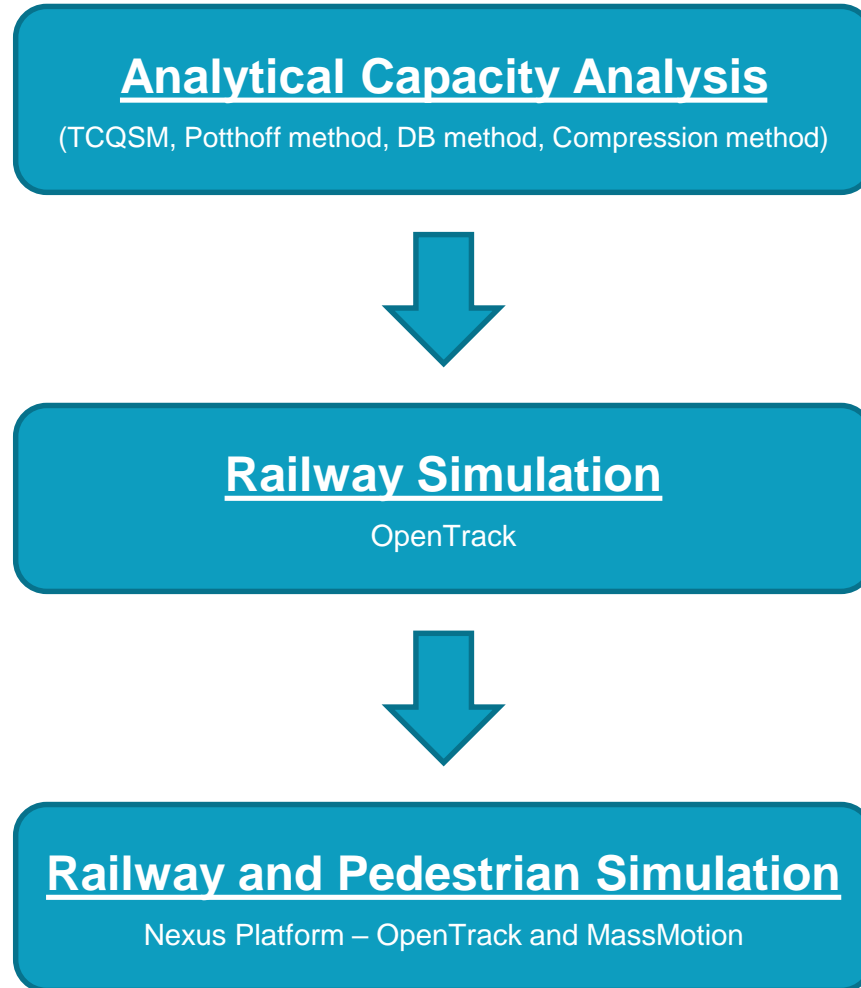 Analytical Capacity Analysis
(TCQSM, Potthoff method, DB method, Compression method)
Railway Simulation
OpenTrack
Railway and Pedestrian Simulation
Nexus Platform – OpenTrack and MassMotion